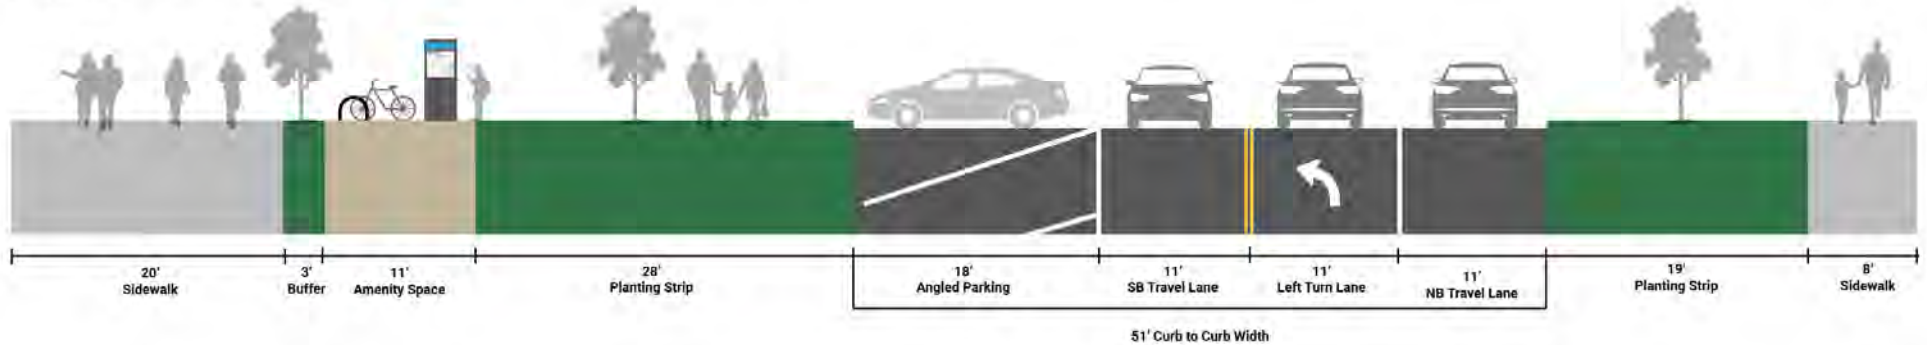 20' 3' 11' 28' 18' 11' 11' 11' 19' 8'
Sidewalk Buffer Amenity Space Planting Strip Angled Parking SB Travel Lane Left Turn Lane NB Travel Lane Planting Strip Sidewalk
51' Curb to Curb Width